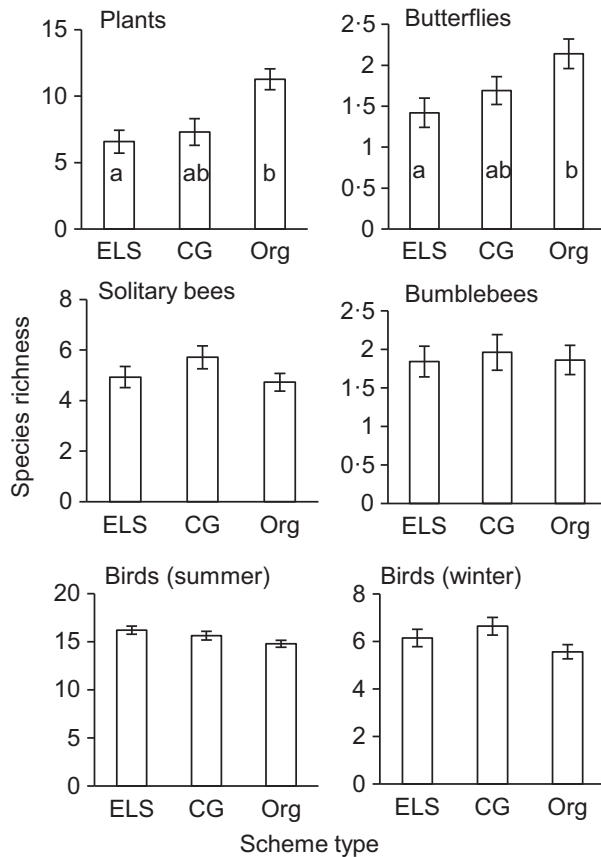 Plants
15
10
5
0
a
ab
b
ELS CG Org
Butterflies
2·5
2
1·5
1
0·5
0
a
ab
b
ELS CG Org
Species richness
Solitary bees
8
6
4
2
0
ELS CG Org
Bumblebees
2·5
2
1·5
1
0·5
0
ELS CG Org
Birds (summer)
20
15
10
5
0
ELS CG Org
Birds (winter)
8
6
4
2
0
ELS CG Org
Scheme type